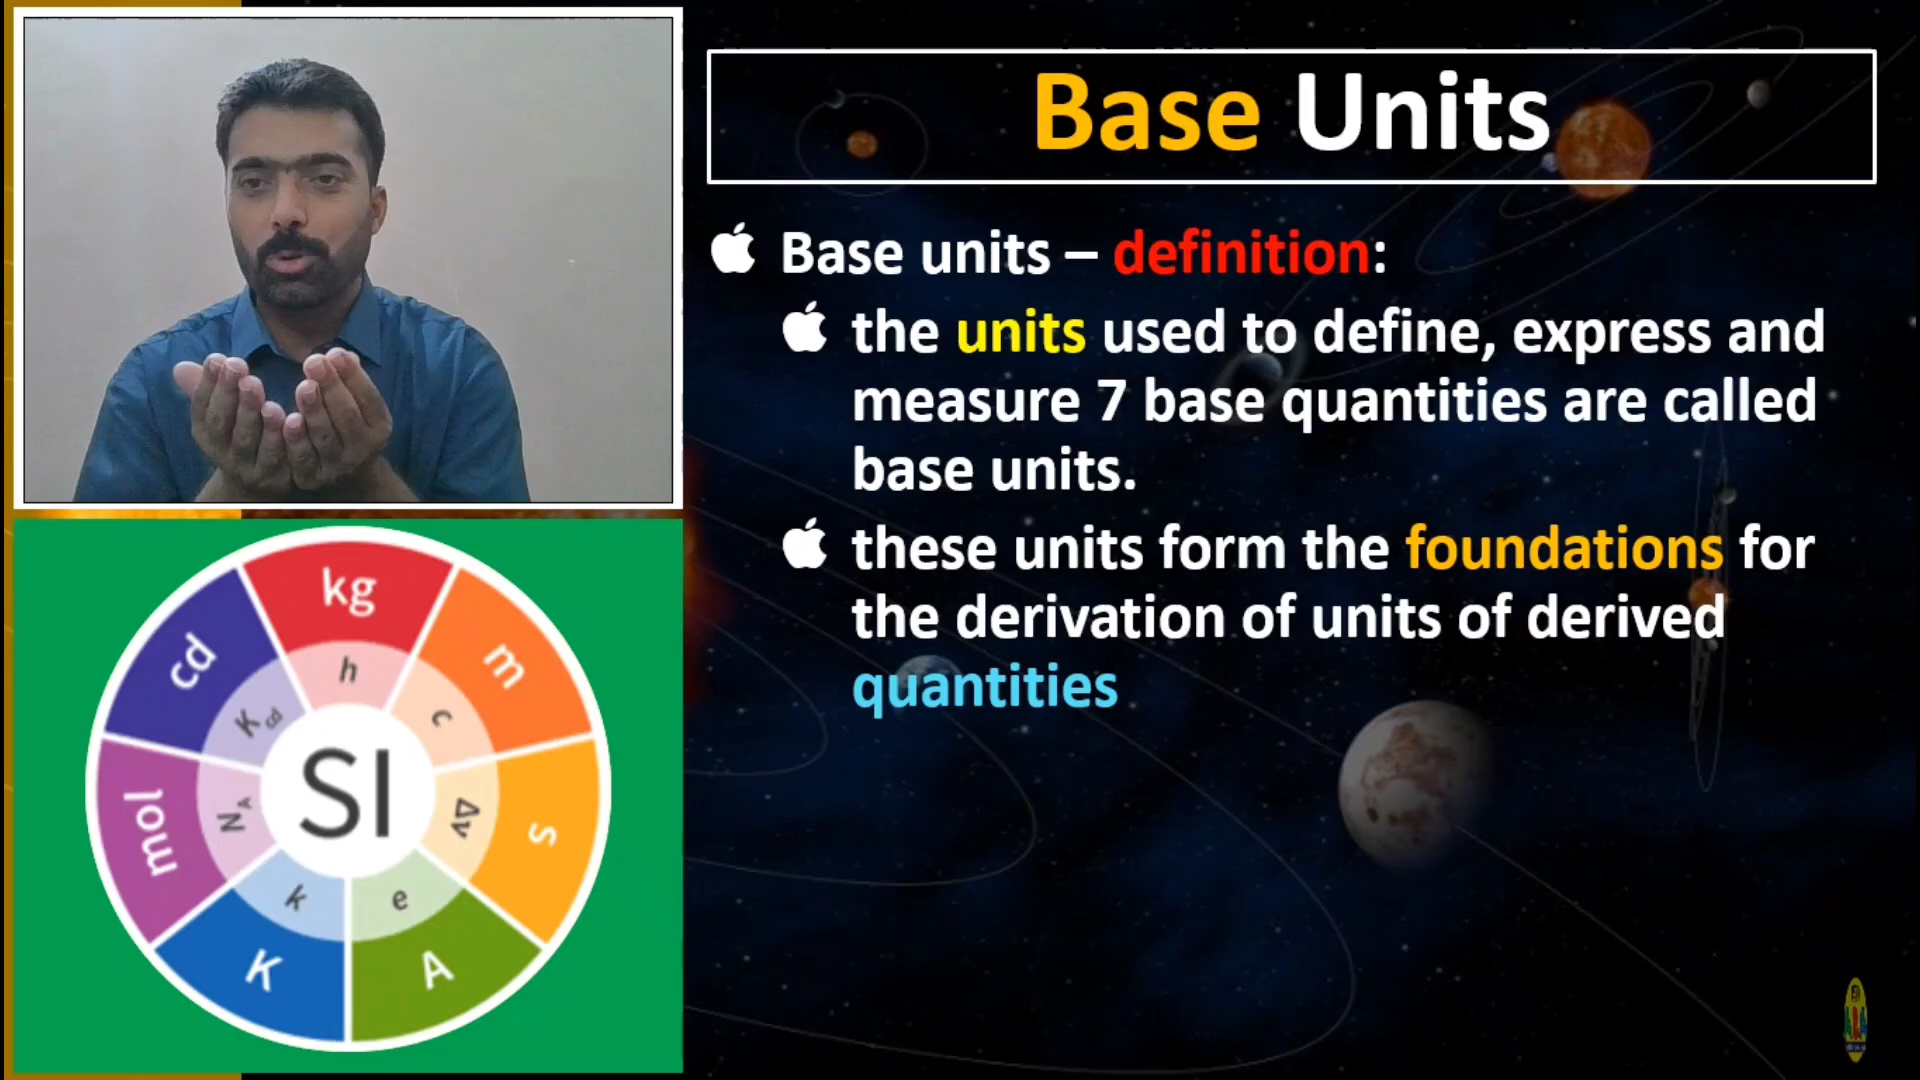 Base Units
Base units – definition:
the units used to define, express and
measure 7 base quantities are called
base units.
these units form the foundations for
the derivation of units of derived
quantities
kg
m
s
A
K
mol
cd
h
c
Δν
e
k
N_A
K_cd
SI